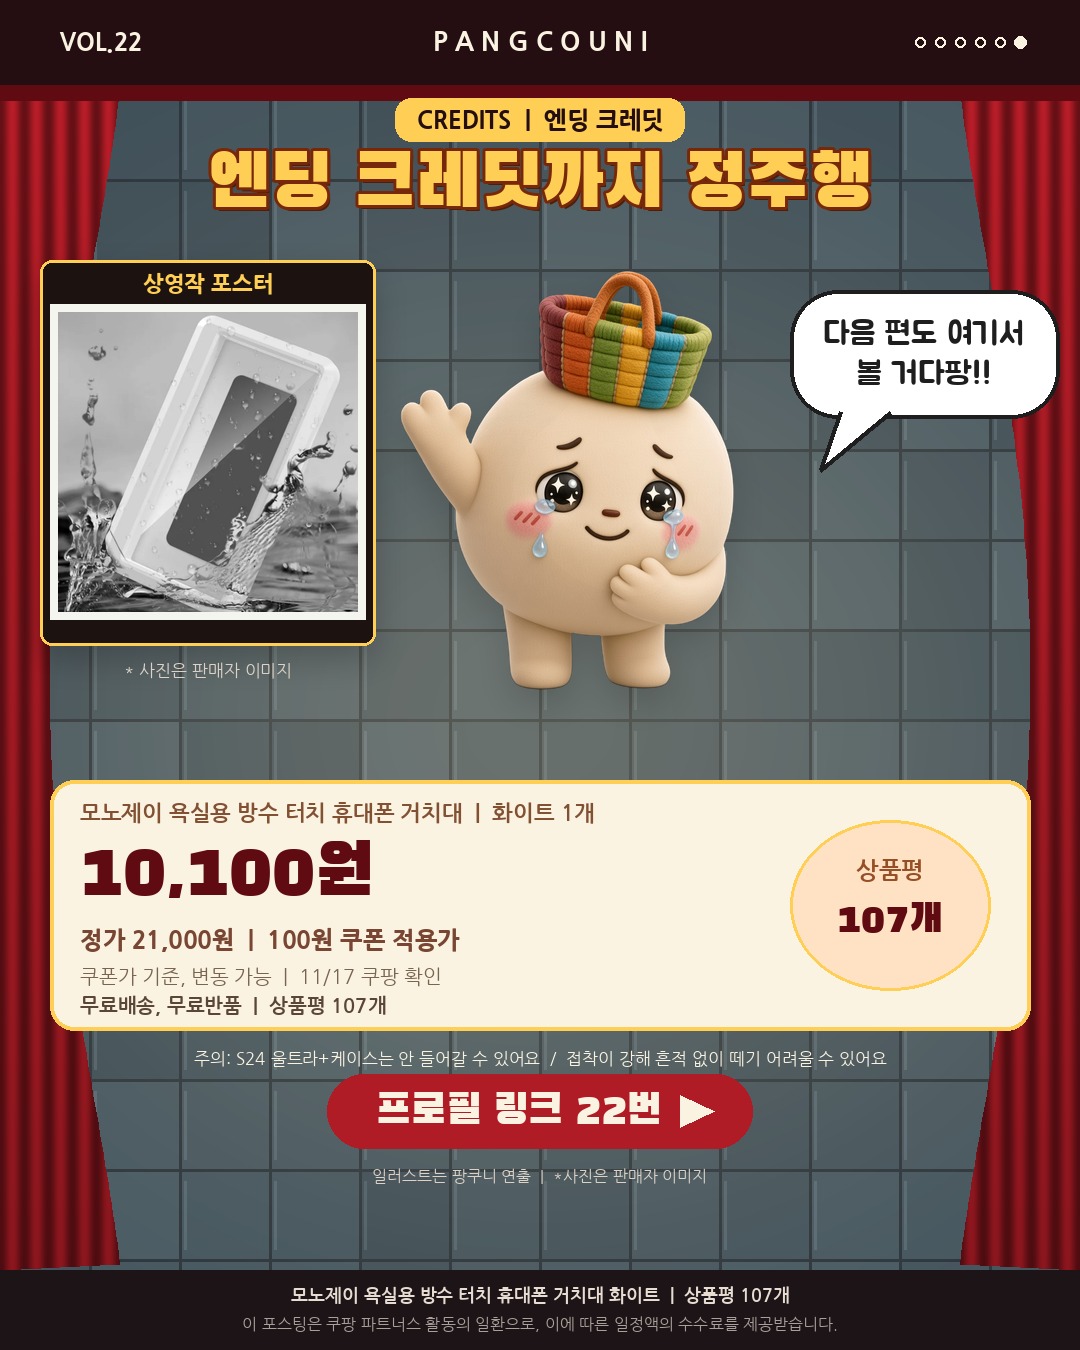 VOL.22
PANGCOUNI
CREDITS | 엔딩 크레딧
엔딩 크레딧까지 정주행
상영작 포스터
* 사진은 판매자 이미지
다음 편도 여기서
볼 거다팡!!
모노제이 욕실용 방수 터치 휴대폰 거치대 | 화이트 1개
10,100원
정가 21,000원 | 100원 쿠폰 적용가
쿠폰가 기준, 변동 가능 | 11/17 쿠팡 확인
무료배송, 무료반품 | 상품평 107개
상품평
107개
주의: S24 울트라+케이스는 안 들어갈 수 있어요 / 접착이 강해 흔적 없이 떼기 어려울 수 있어요
프로필 링크 22번 ▶
일러스트는 팡쿠니 연출 | *사진은 판매자 이미지
모노제이 욕실용 방수 터치 휴대폰 거치대 화이트 | 상품평 107개
이 포스팅은 쿠팡 파트너스 활동의 일환으로, 이에 따른 일정액의 수수료를 제공받습니다.